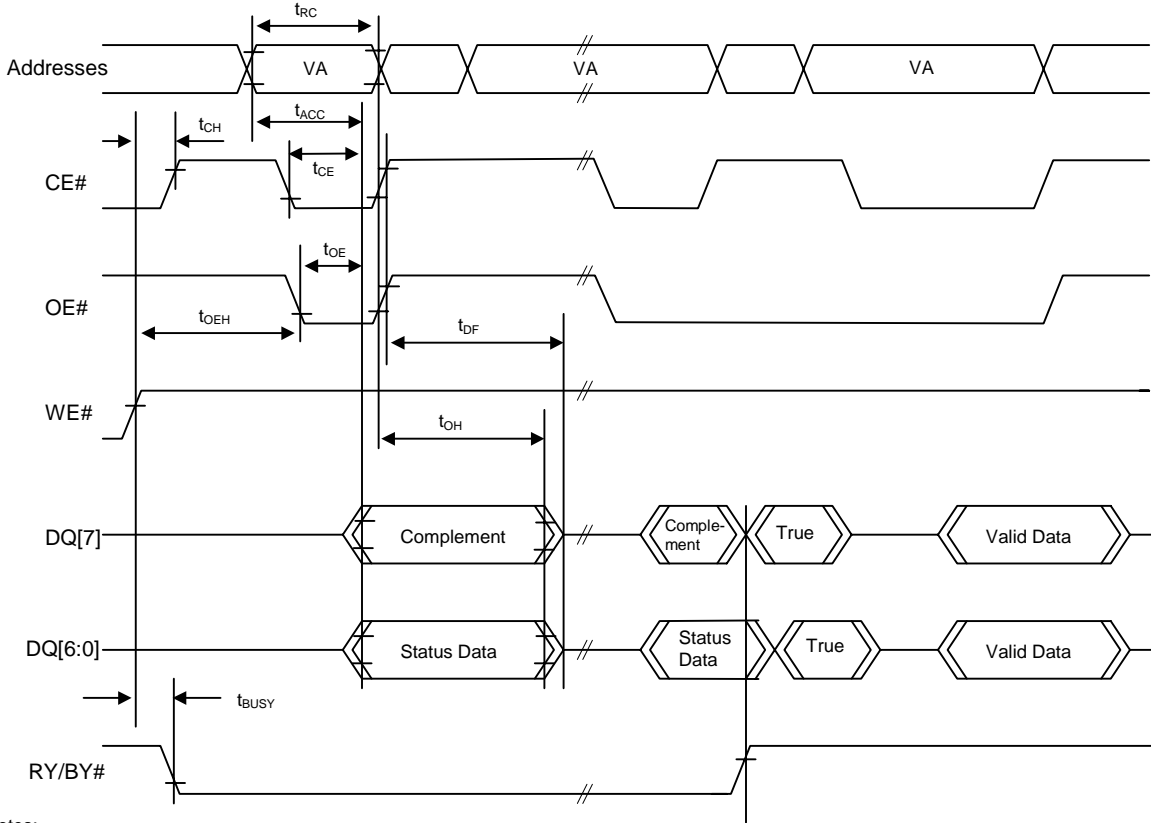 tRC
Addresses VA VA VA
tACC
tCH
tCE
CE#
tOE
OE#
tOEH
tDF
WE#
tOH
DQ[7] Complement Comple- True Valid Data
ment
DQ[6:0] Status Data Status True Valid Data
Data
tBUSY
RY/BY#